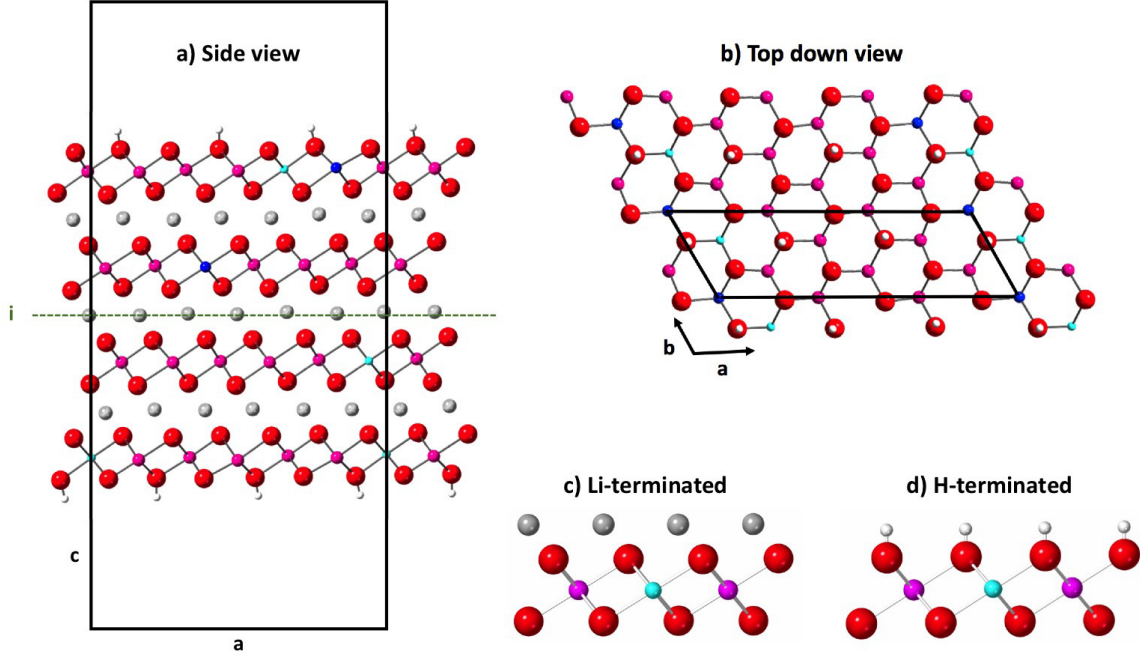 a) Side view
b) Top down view
i
b
a
c) Li-terminated
d) H-terminated
c
a